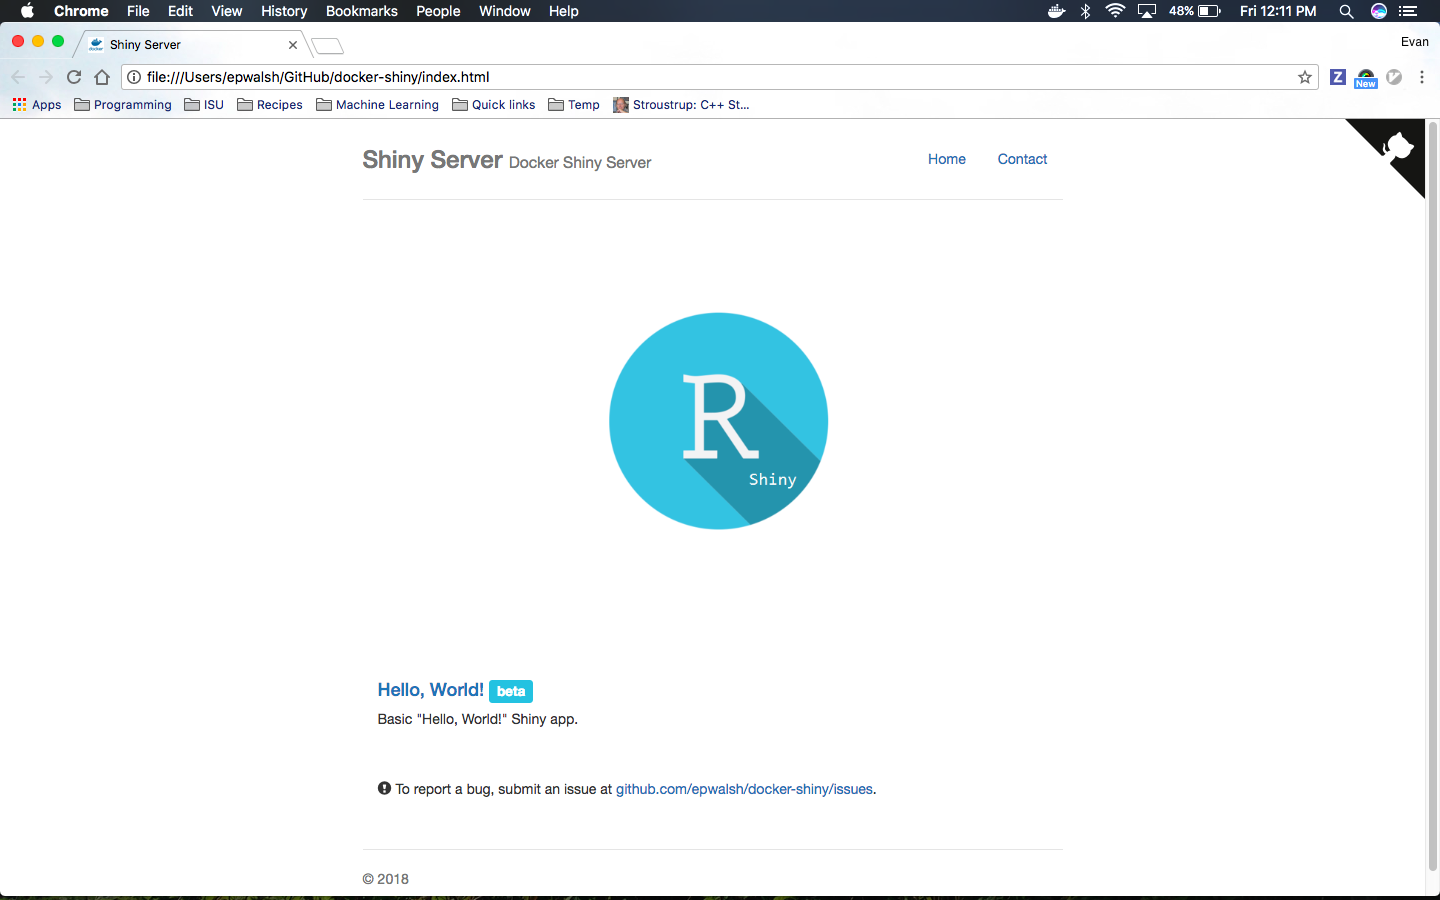 Chrome File Edit View History Bookmarks People Window Help 48% Fri 12:11 PM
Shiny Server Evan
file:///Users/epwalsh/GitHub/docker-shiny/index.html Z New
Apps Programming ISU Recipes Machine Learning Quick links Temp Stroustrup: C++ St...
Shiny Server Docker Shiny Server Home Contact
R
Shiny
Hello, World! beta
Basic "Hello, World!" Shiny app.
To report a bug, submit an issue at github.com/epwalsh/docker-shiny/issues.
© 2018